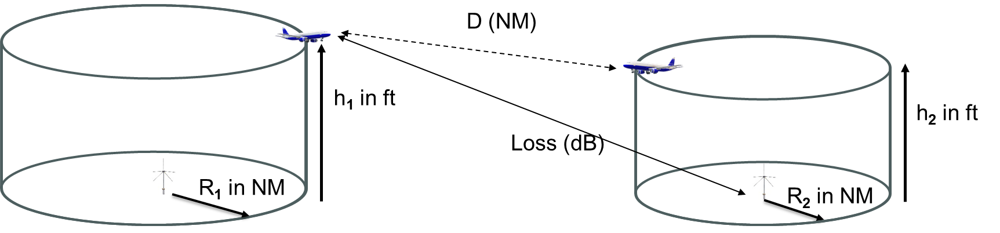 D (NM)
h₁ in ft
h₂ in ft
Loss (dB)
R₁ in NM
R₂ in NM